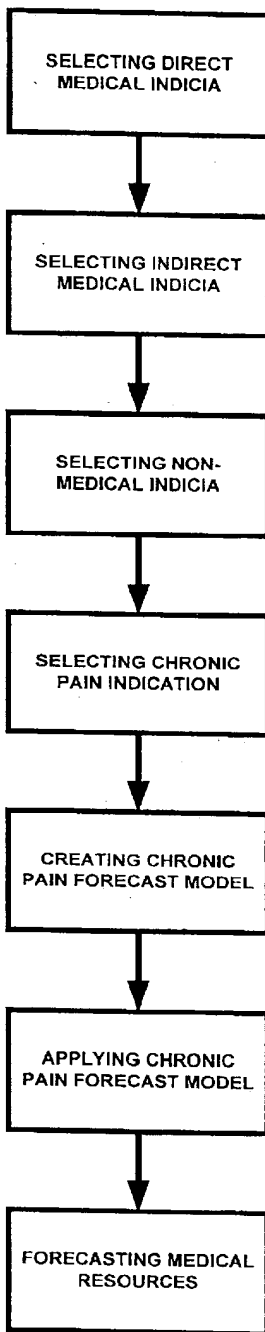 SELECTING DIRECT
MEDICAL INDICIA
SELECTING INDIRECT
MEDICAL INDICIA
SELECTING NON-
MEDICAL INDICIA
SELECTING CHRONIC
PAIN INDICATION
CREATING CHRONIC
PAIN FORECAST MODEL
APPLYING CHRONIC
PAIN FORECAST MODEL
FORECASTING MEDICAL
RESOURCES